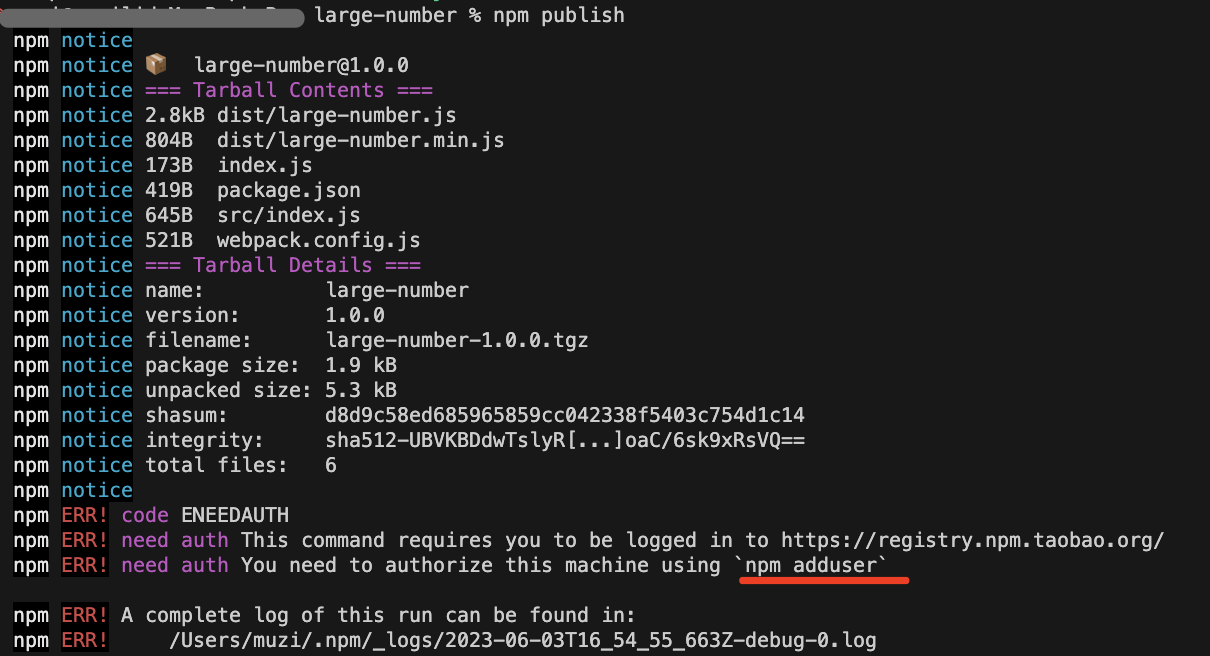 large-number % npm publish
npm notice
npm notice 📦  large-number@1.0.0
npm notice === Tarball Contents ===
npm notice 2.8kB dist/large-number.js
npm notice 804B  dist/large-number.min.js
npm notice 173B  index.js
npm notice 419B  package.json
npm notice 645B  src/index.js
npm notice 521B  webpack.config.js
npm notice === Tarball Details ===
npm notice name:          large-number
npm notice version:       1.0.0
npm notice filename:      large-number-1.0.0.tgz
npm notice package size:  1.9 kB
npm notice unpacked size: 5.3 kB
npm notice shasum:        d8d9c58ed685965859cc042338f5403c754d1c14
npm notice integrity:     sha512-UBVKBDdwTslyR[...]oaC/6sk9xRsVQ==
npm notice total files:   6
npm notice
npm ERR! code ENEEDAUTH
npm ERR! need auth This command requires you to be logged in to https://registry.npm.taobao.org/
npm ERR! need auth You need to authorize this machine using `npm adduser`
npm ERR! A complete log of this run can be found in:
npm ERR!     /Users/muzi/.npm/_logs/2023-06-03T16_54_55_663Z-debug-0.log